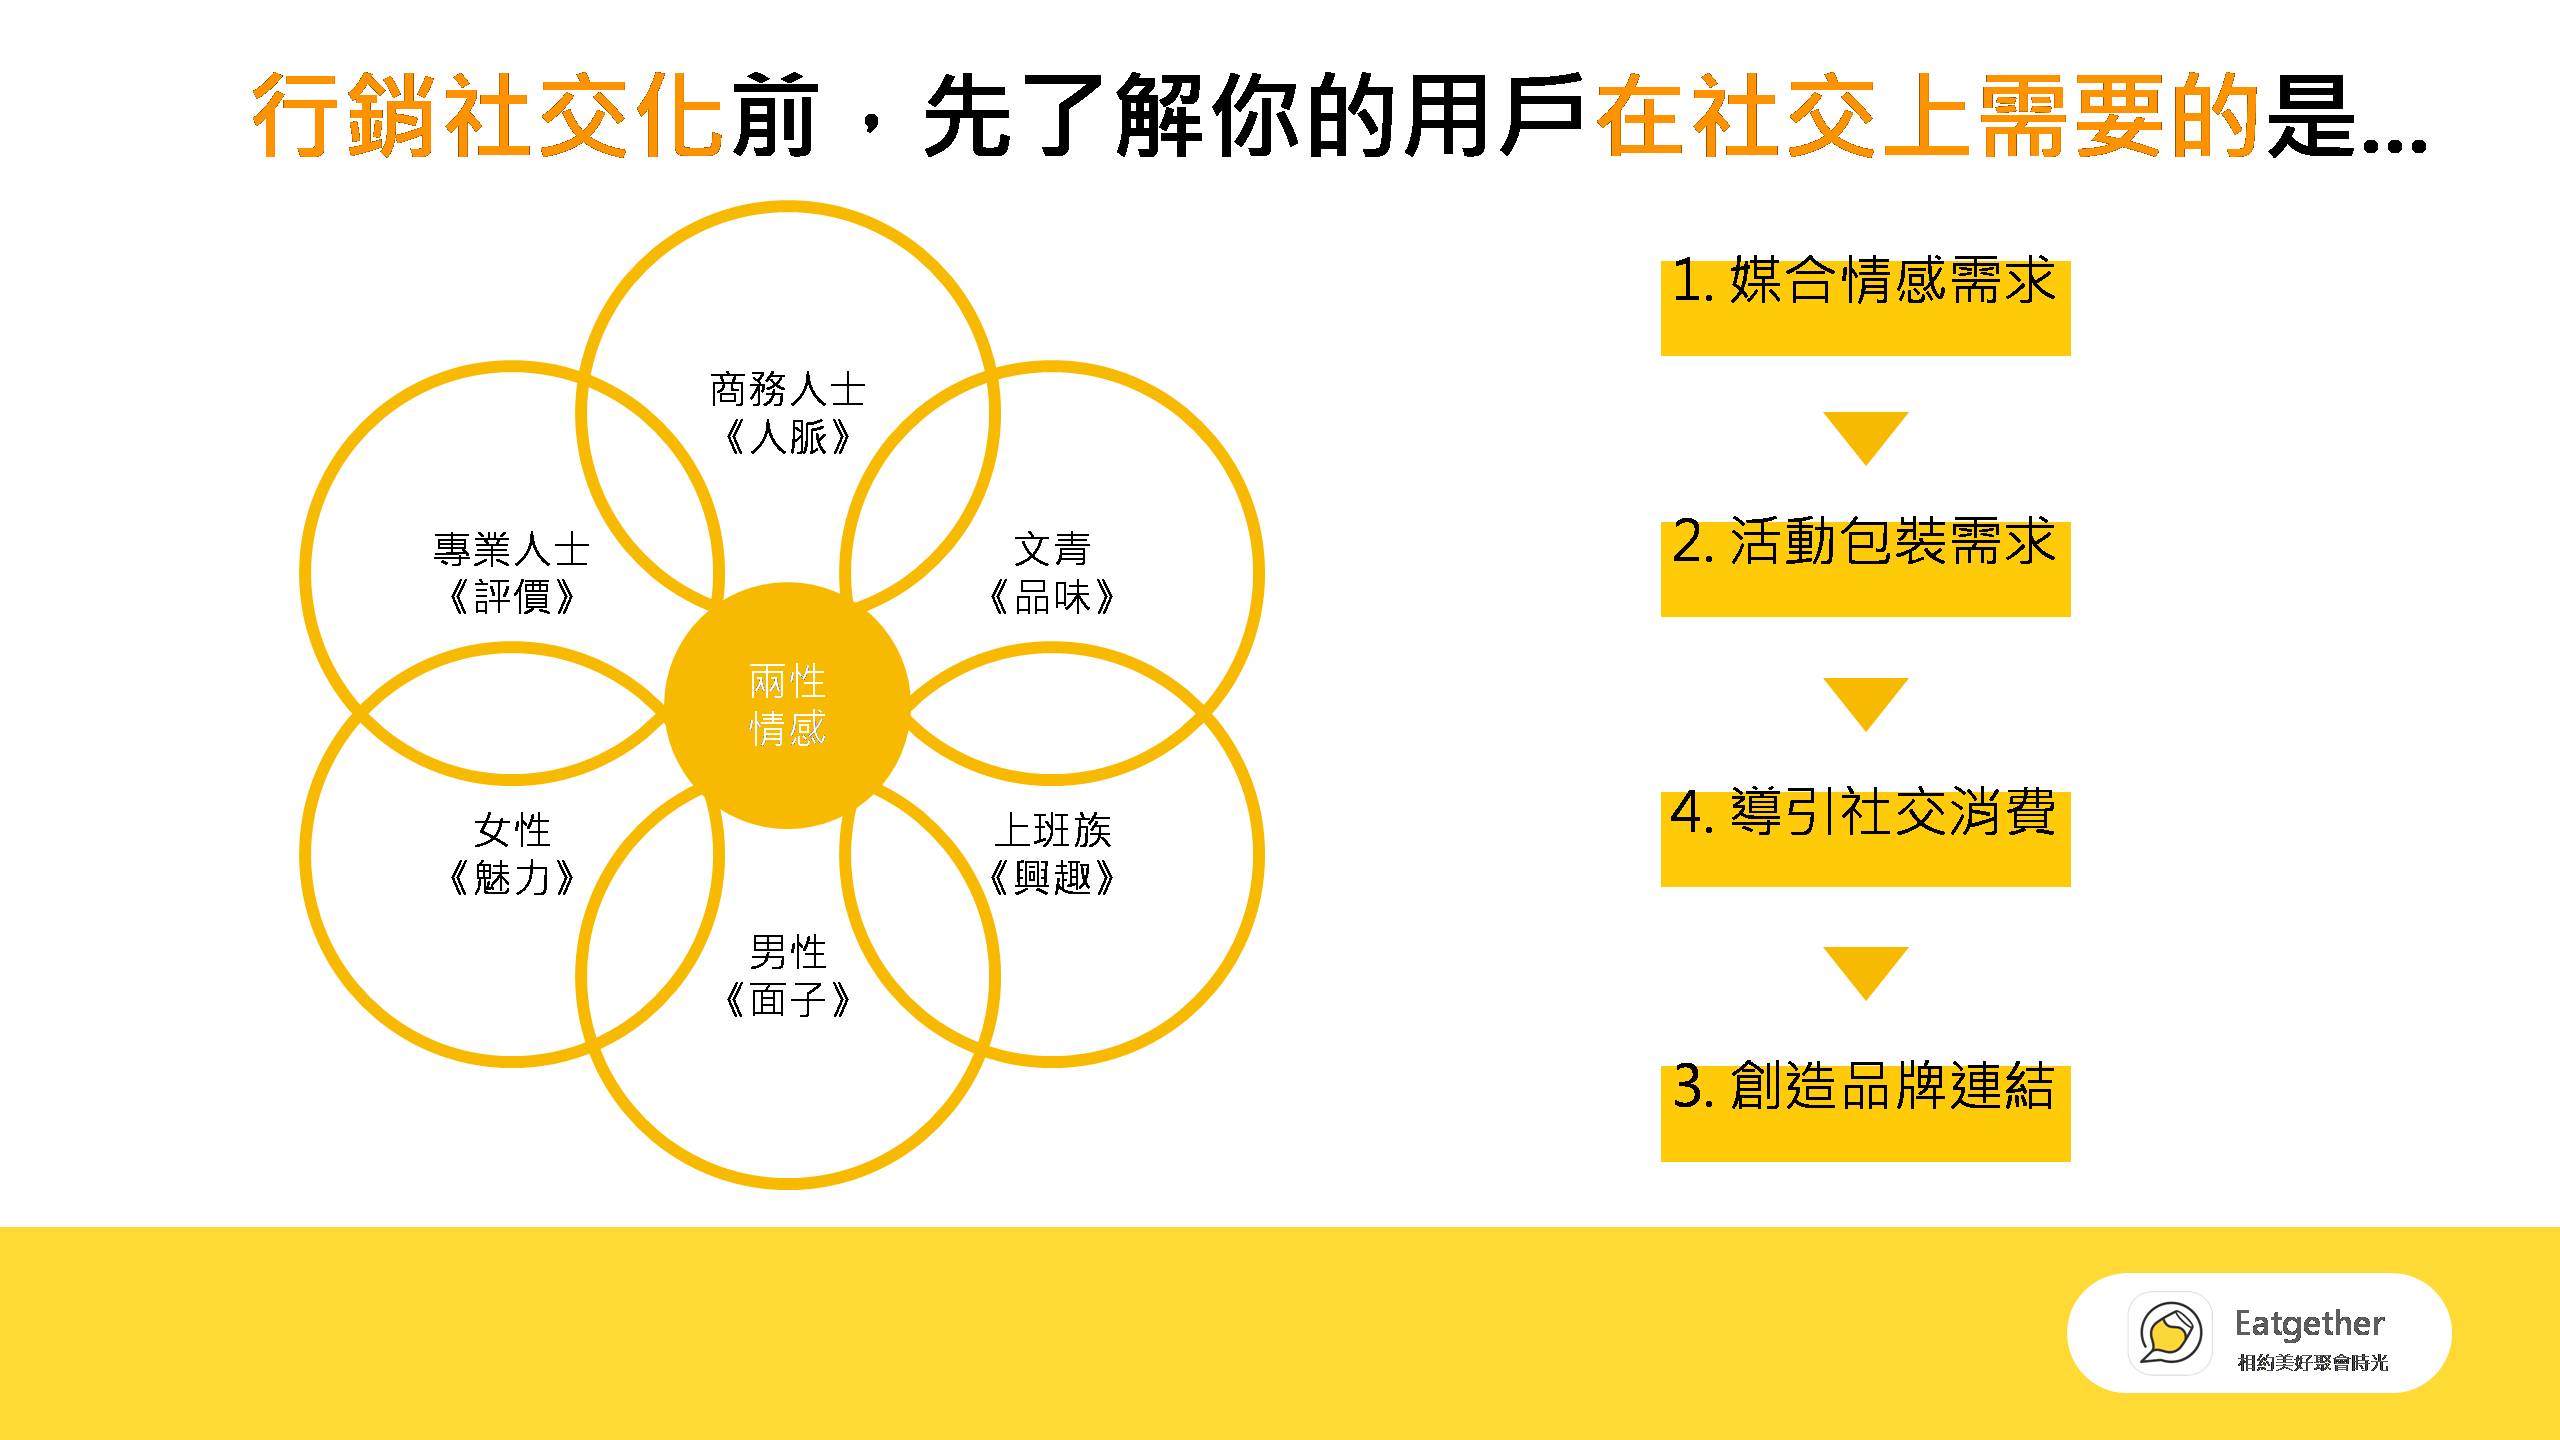 行銷社交化前，先了解你的用戶在社交上需要的是...
商務人士
《人脈》
專業人士
《評價》
文青
《品味》
兩性
情感
女性
《魅力》
上班族
《興趣》
男性
《面子》
1. 媒合情感需求
2. 活動包裝需求
4. 導引社交消費
3. 創造品牌連結
Eatgether
相約美好聚會時光